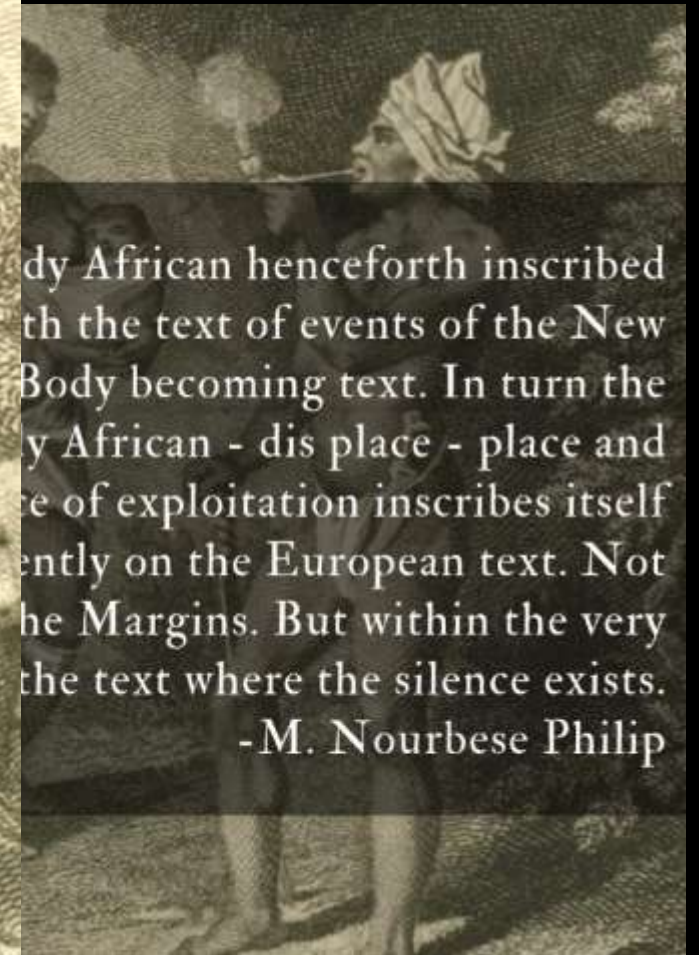 dy African henceforth inscribed
th the text of events of the New
Body becoming text. In turn the
y African - dis place - place and
e of exploitation inscribes itself
ently on the European text. Not
he Margins. But within the very
the text where the silence exists.
-M. Nourbese Philip